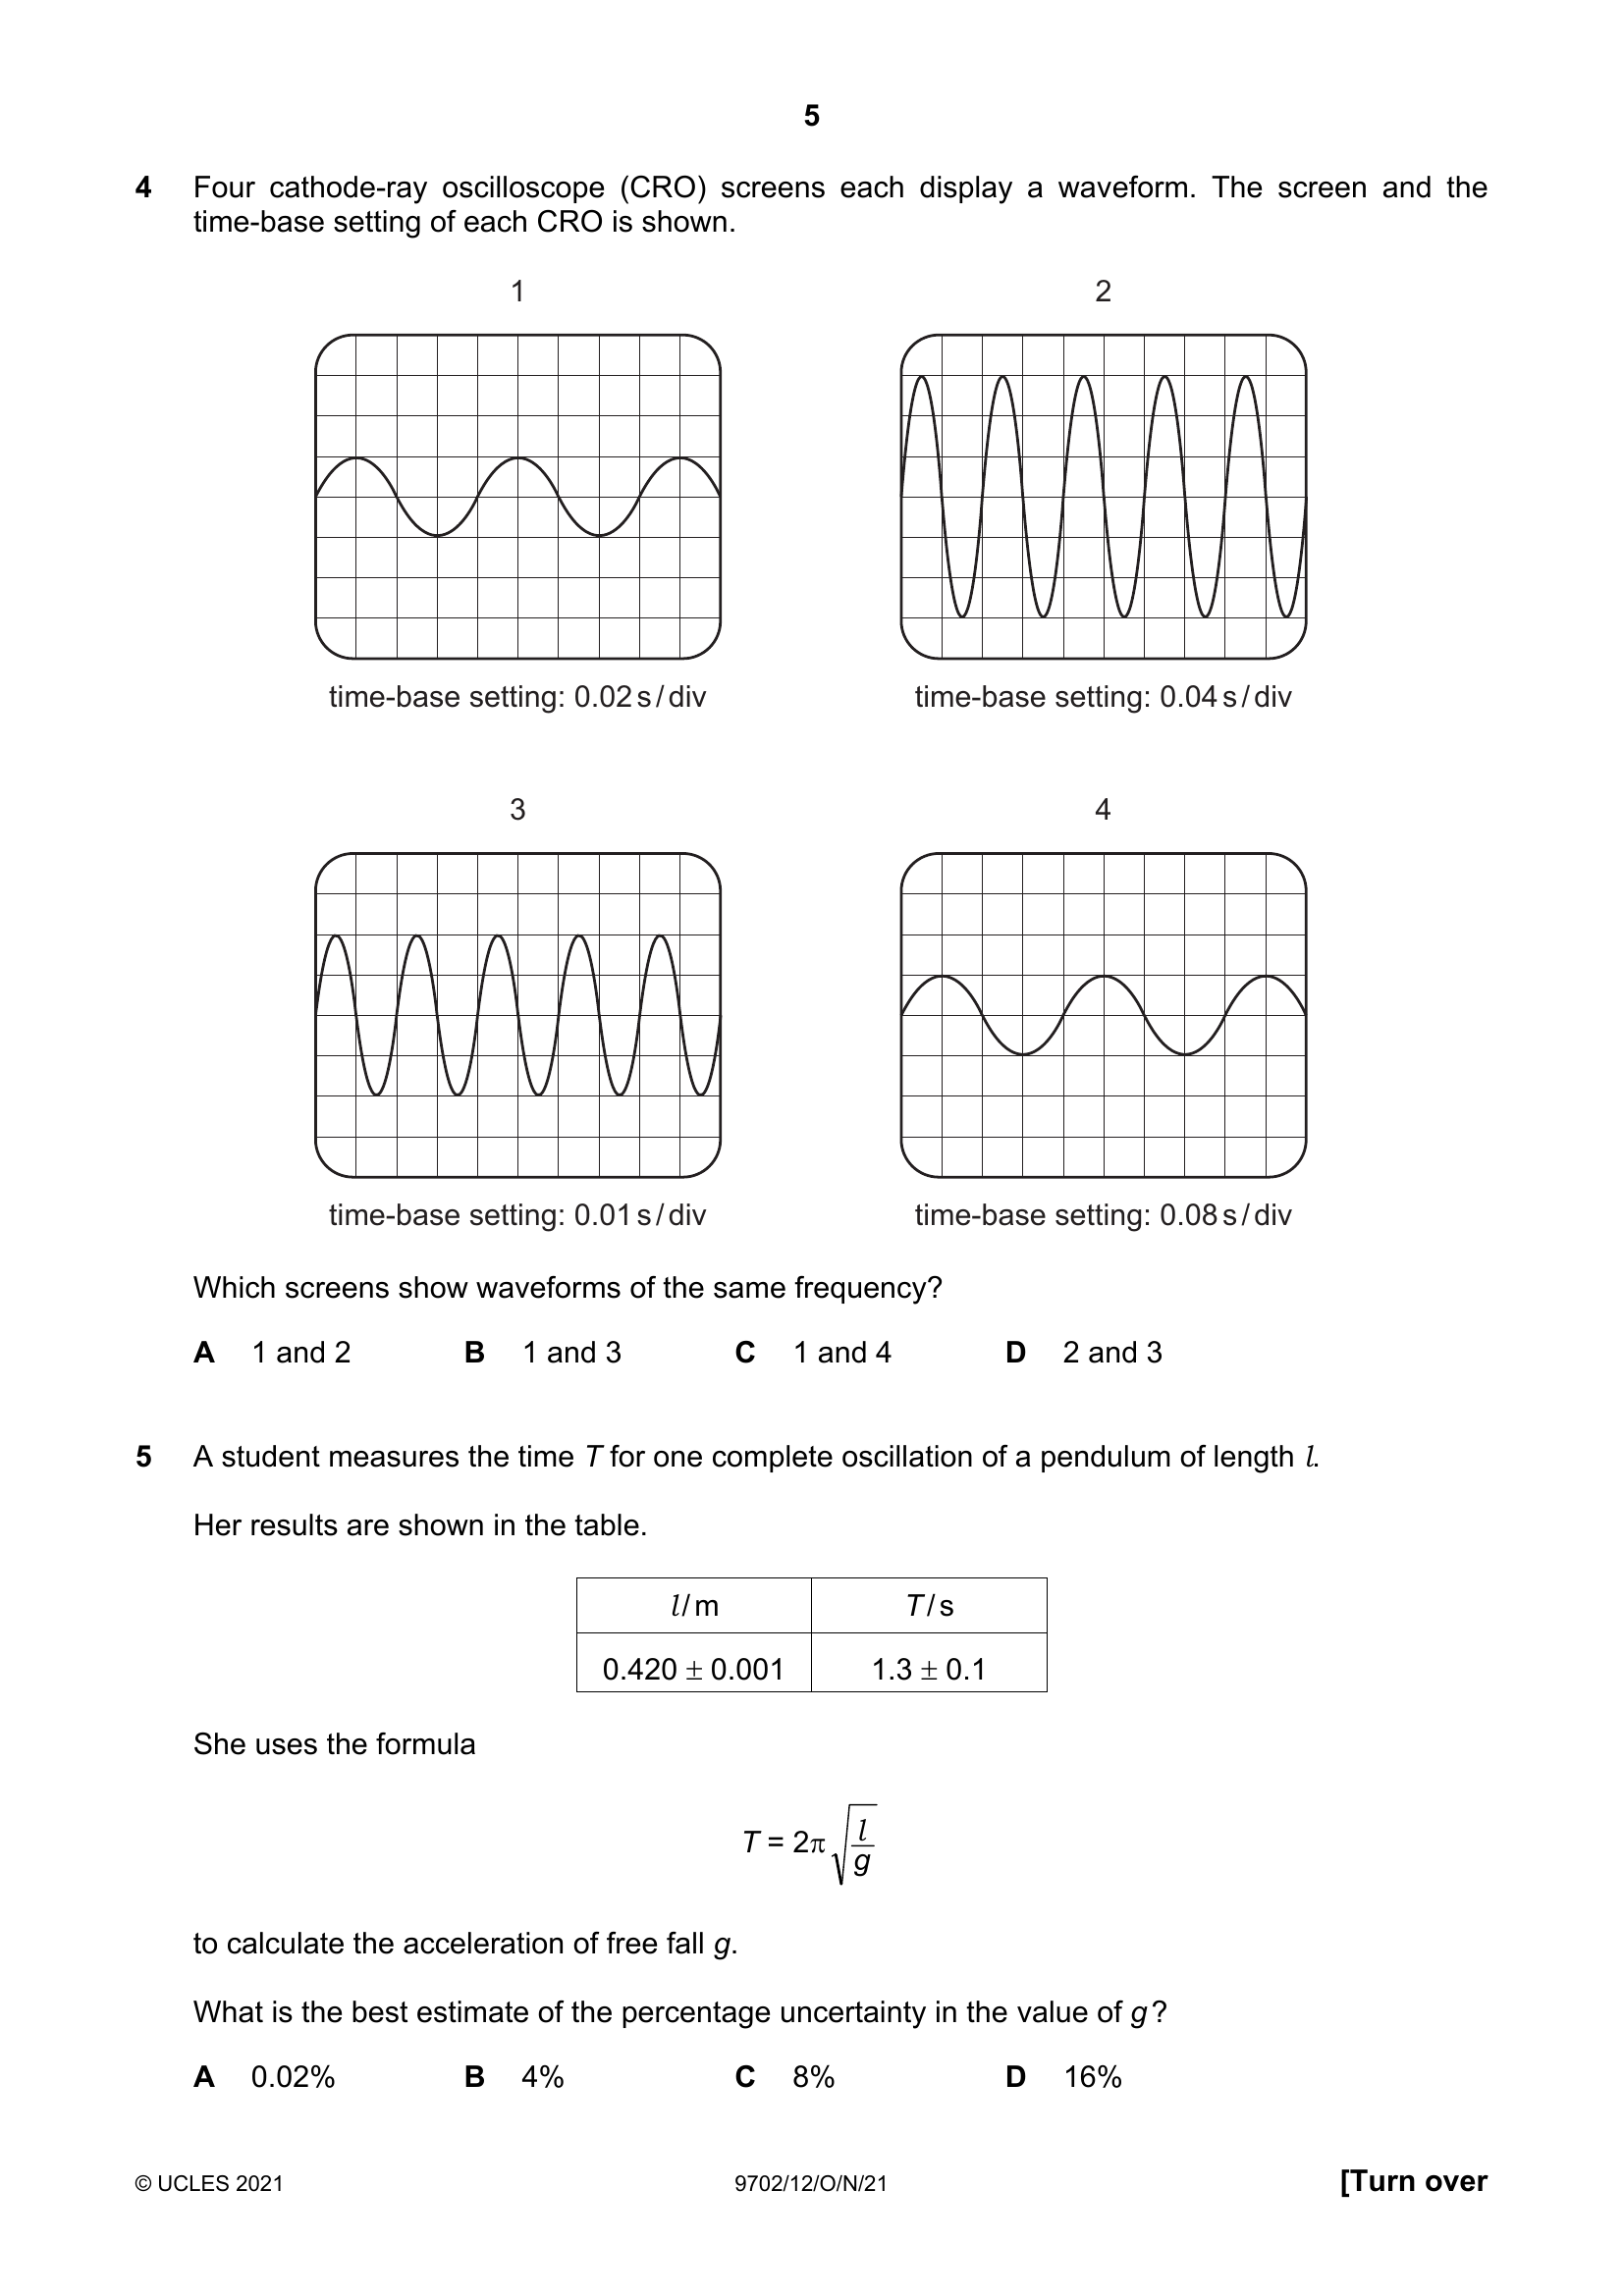 5
4 Four cathode-ray oscilloscope (CRO) screens each display a waveform. The screen and the
time-base setting of each CRO is shown.
1 2
time-base setting: 0.02 s / div time-base setting: 0.04 s / div
3 4
time-base setting: 0.01 s / div time-base setting: 0.08 s / div
Which screens show waveforms of the same frequency?
A 1 and 2 B 1 and 3 C 1 and 4 D 2 and 3
5 A student measures the time T for one complete oscillation of a pendulum of length l.
Her results are shown in the table.
l / m T / s
0.420 ± 0.001 1.3 ± 0.1
She uses the formula
T = 2π√(l/g)
to calculate the acceleration of free fall g.
What is the best estimate of the percentage uncertainty in the value of g?
A 0.02% B 4% C 8% D 16%
© UCLES 2021 9702/12/O/N/21 [Turn over